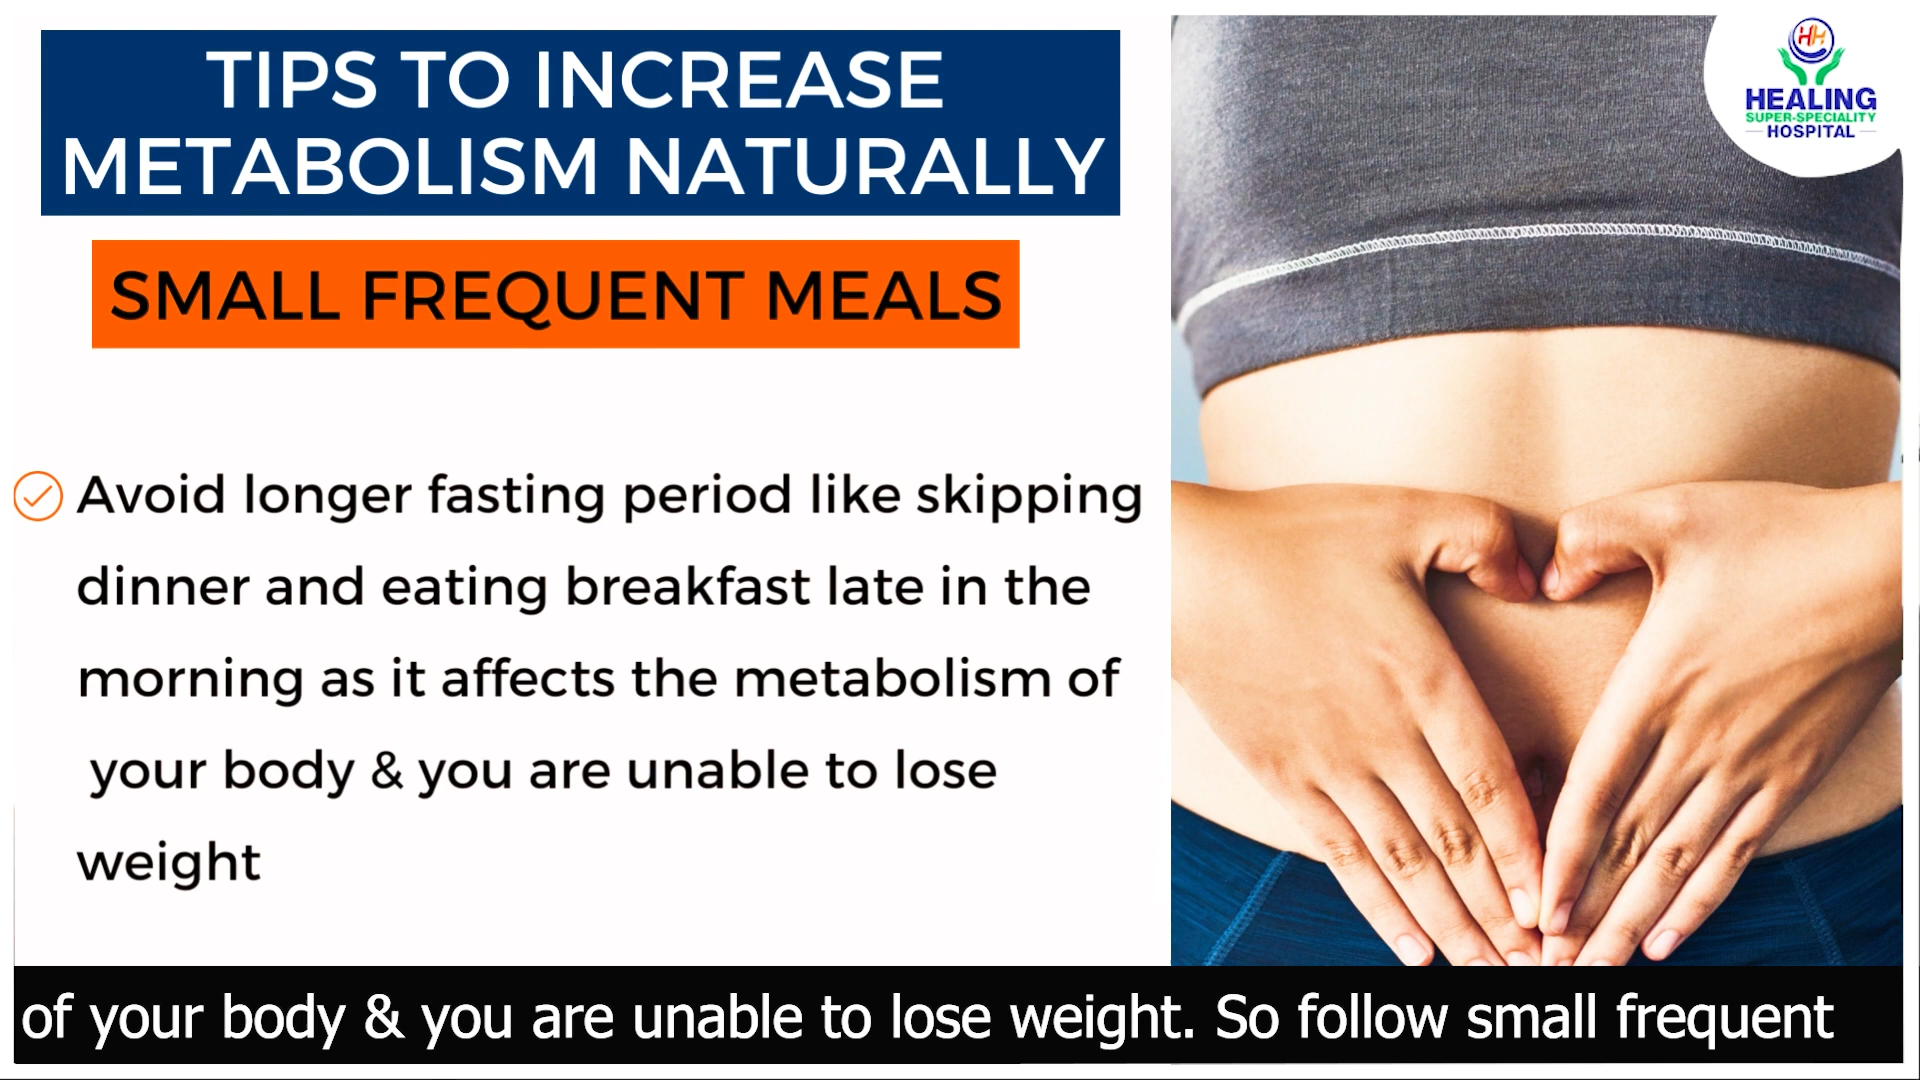 TIPS TO INCREASE
METABOLISM NATURALLY
SMALL FREQUENT MEALS
Avoid longer fasting period like skipping
dinner and eating breakfast late in the
morning as it affects the metabolism of
your body & you are unable to lose
weight
HH
HEALING
SUPER-SPECIALITY
HOSPITAL
of your body & you are unable to lose weight. So follow small frequent